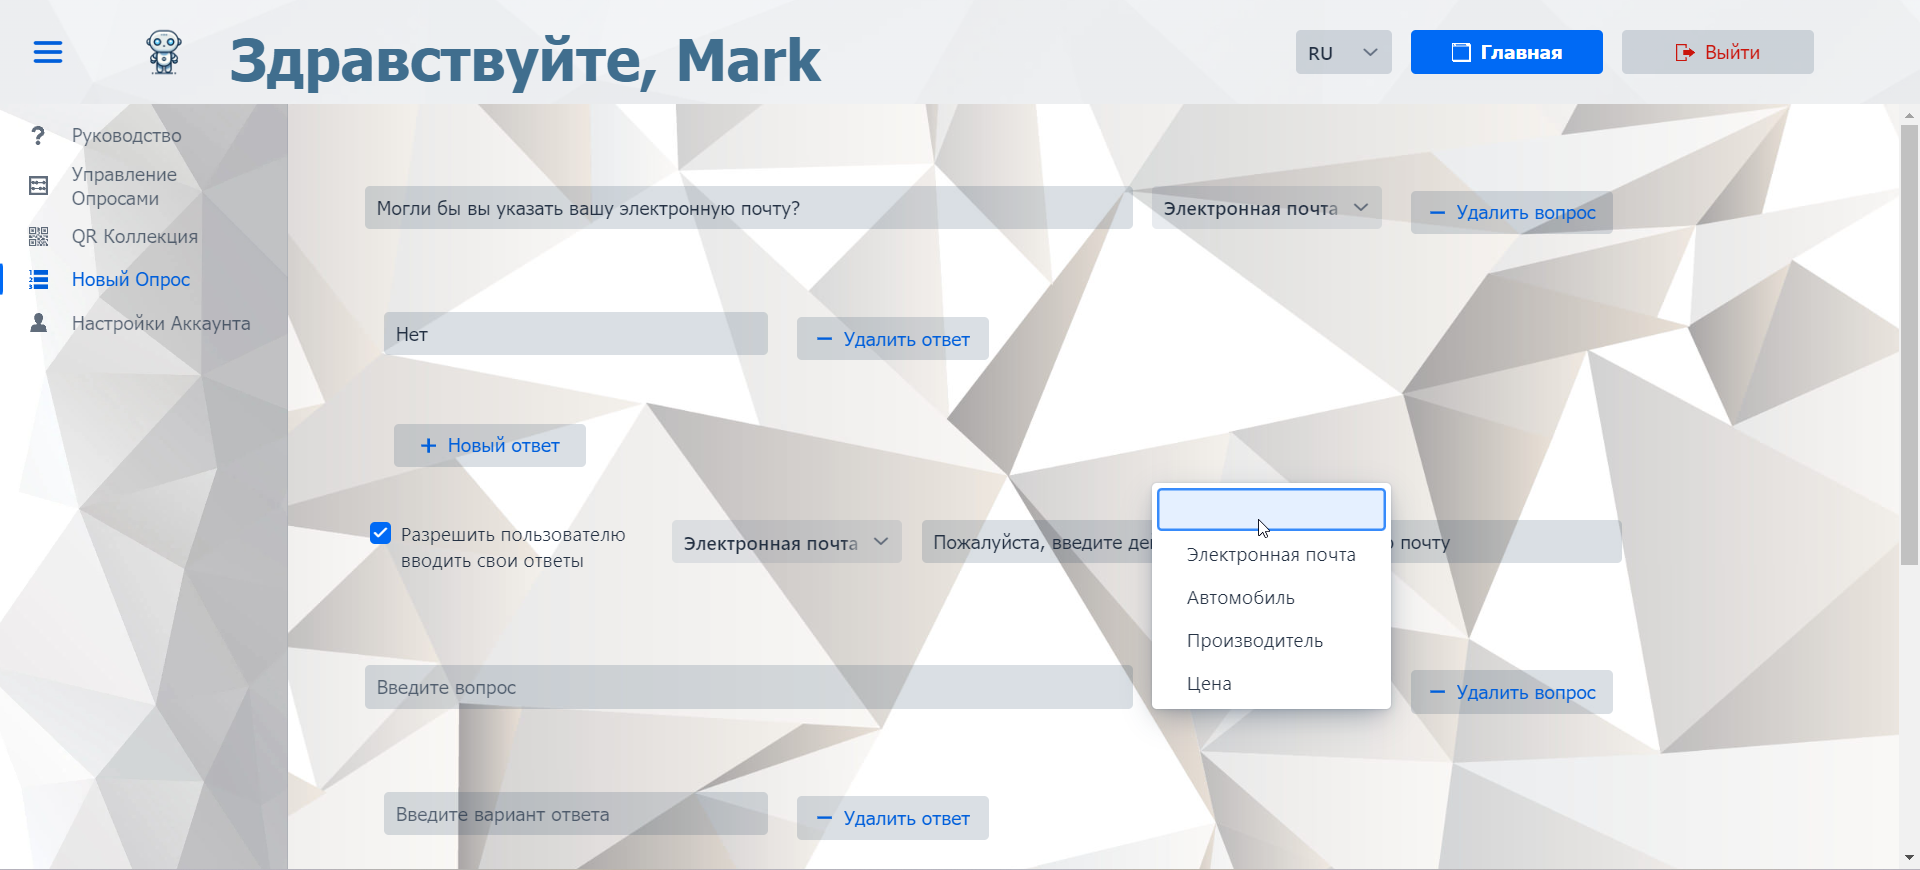 Здравствуйте, Mark
RU
Главная
Выйти
Руководство
Управление
Опросами
QR Коллекция
Новый Опрос
Настройки Аккаунта
Могли бы вы указать вашу электронную почту?
Электронная почта
Удалить вопрос
Нет
Удалить ответ
Новый ответ
Разрешить пользователю
вводить свои ответы
Электронная почта
Пожалуйста, введите
почту
Электронная почта
Автомобиль
Производитель
Цена
Введите вопрос
Удалить вопрос
Введите вариант ответа
Удалить ответ